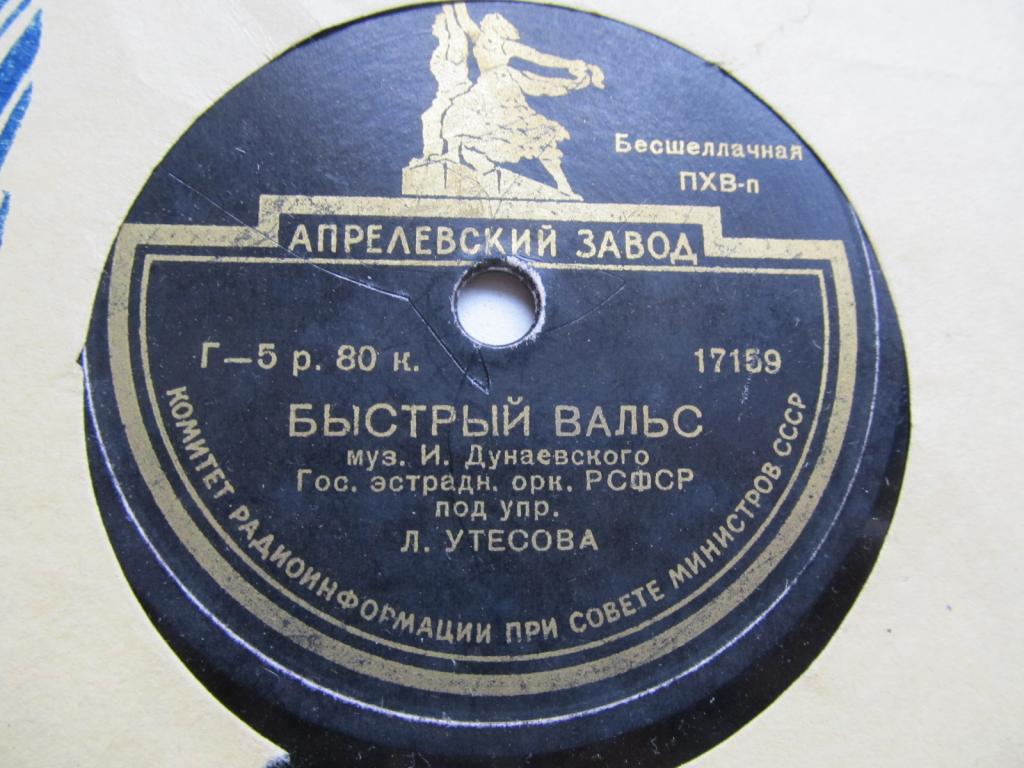 Бесшеллачная
ПХВ-п
АПРЕЛЕВСКИЙ ЗАВОД
Г—5 р. 80 к.
17159
БЫСТРЫЙ ВАЛЬС
муз. И. Дунаевского
Гос. эстрадн. орк. РСФСР
под упр.
Л. УТЕСОВА
КОМИТЕТ РАДИОИНФОРМАЦИИ ПРИ СОВЕТЕ МИНИСТРОВ СССР